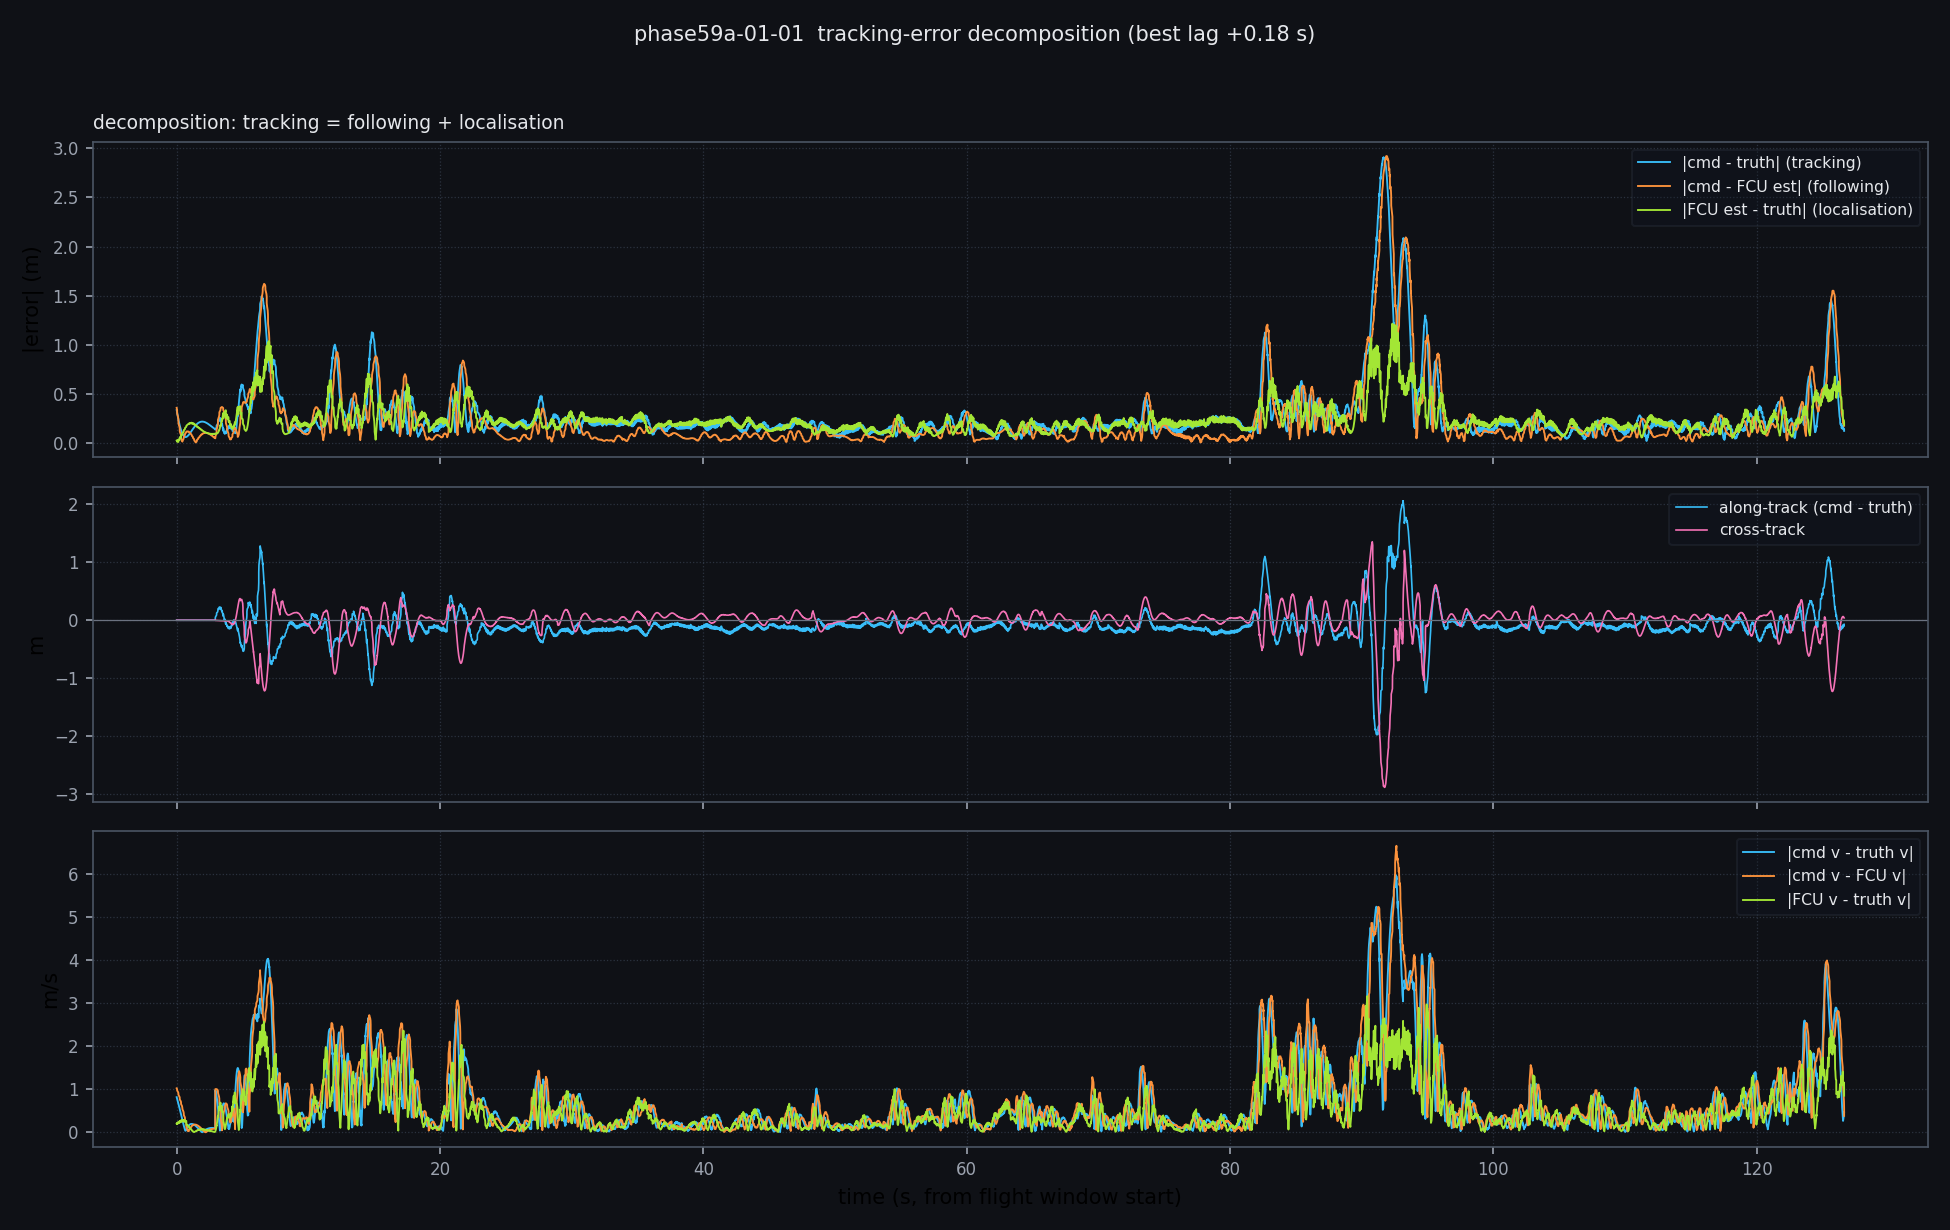 phase59a-01-01  tracking-error decomposition (best lag +0.18 s)
decomposition: tracking = following + localisation
|error| (m)
3.0
2.5
2.0
1.5
1.0
0.5
0.0
|cmd - truth| (tracking)
|cmd - FCU est| (following)
|FCU est - truth| (localisation)
m
2
1
0
−1
−2
−3
along-track (cmd - truth)
cross-track
m/s
6
5
4
3
2
1
0
|cmd v - truth v|
|cmd v - FCU v|
|FCU v - truth v|
0
20
40
60
80
100
120
time (s, from flight window start)